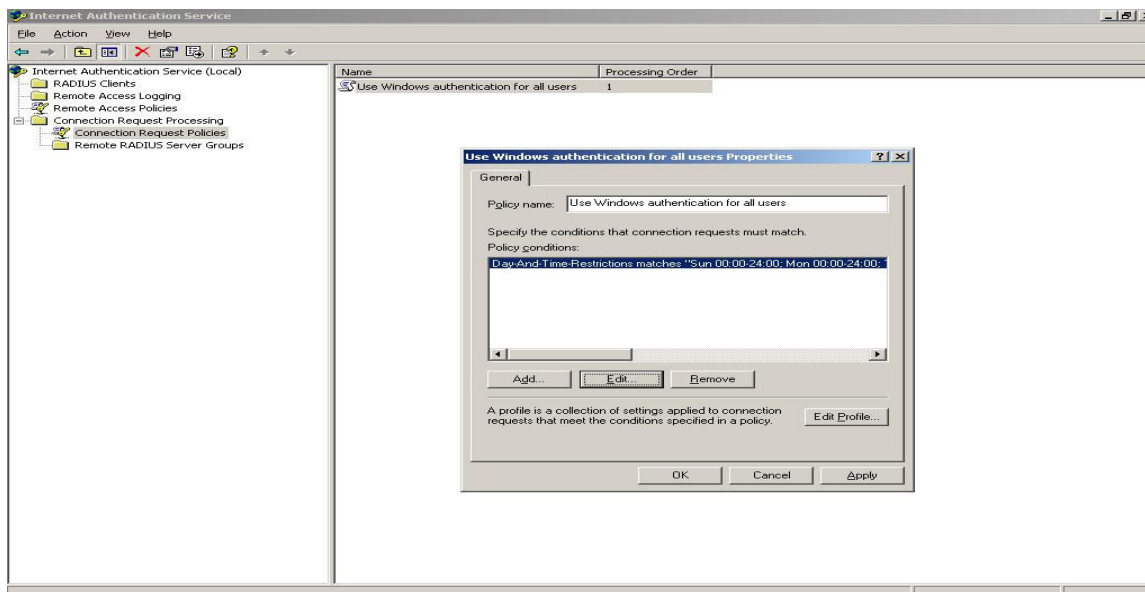 Internet Authentication Service
File Action View Help
Internet Authentication Service (Local)
RADIUS Clients
Remote Access Logging
Remote Access Policies
Connection Request Processing
Connection Request Policies
Remote RADIUS Server Groups
Name Processing Order
Use Windows authentication for all users 1
Use Windows authentication for all users Properties
General
Policy name: Use Windows authentication for all users
Specify the conditions that connection requests must match.
Policy conditions:
Day-And-Time-Restrictions matches "Sun 00:00-24:00; Mon 00:00-24:00;
Add... Edit... Remove
A profile is a collection of settings applied to connection
requests that meet the conditions specified in a policy.
Edit Profile...
OK Cancel Apply